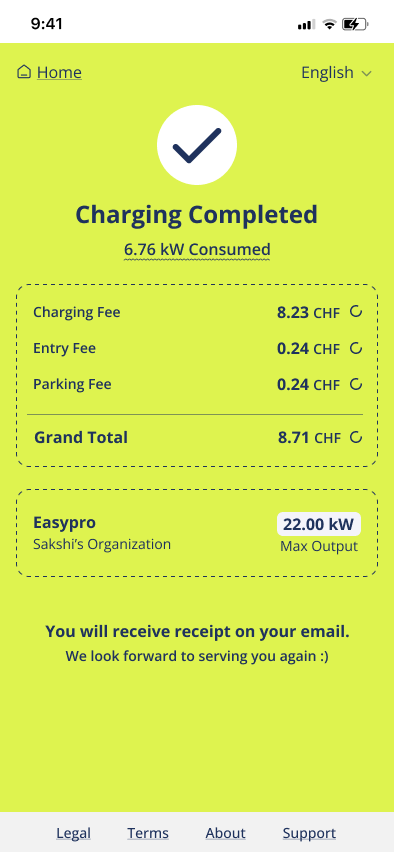 9:41
Home English
Charging Completed
6.76 kW Consumed
Charging Fee 8.23 CHF
Entry Fee 0.24 CHF
Parking Fee 0.24 CHF
Grand Total 8.71 CHF
Easypro 22.00 kW
Sakshi’s Organization Max Output
You will receive receipt on your email.
We look forward to serving you again :)
Legal Terms About Support